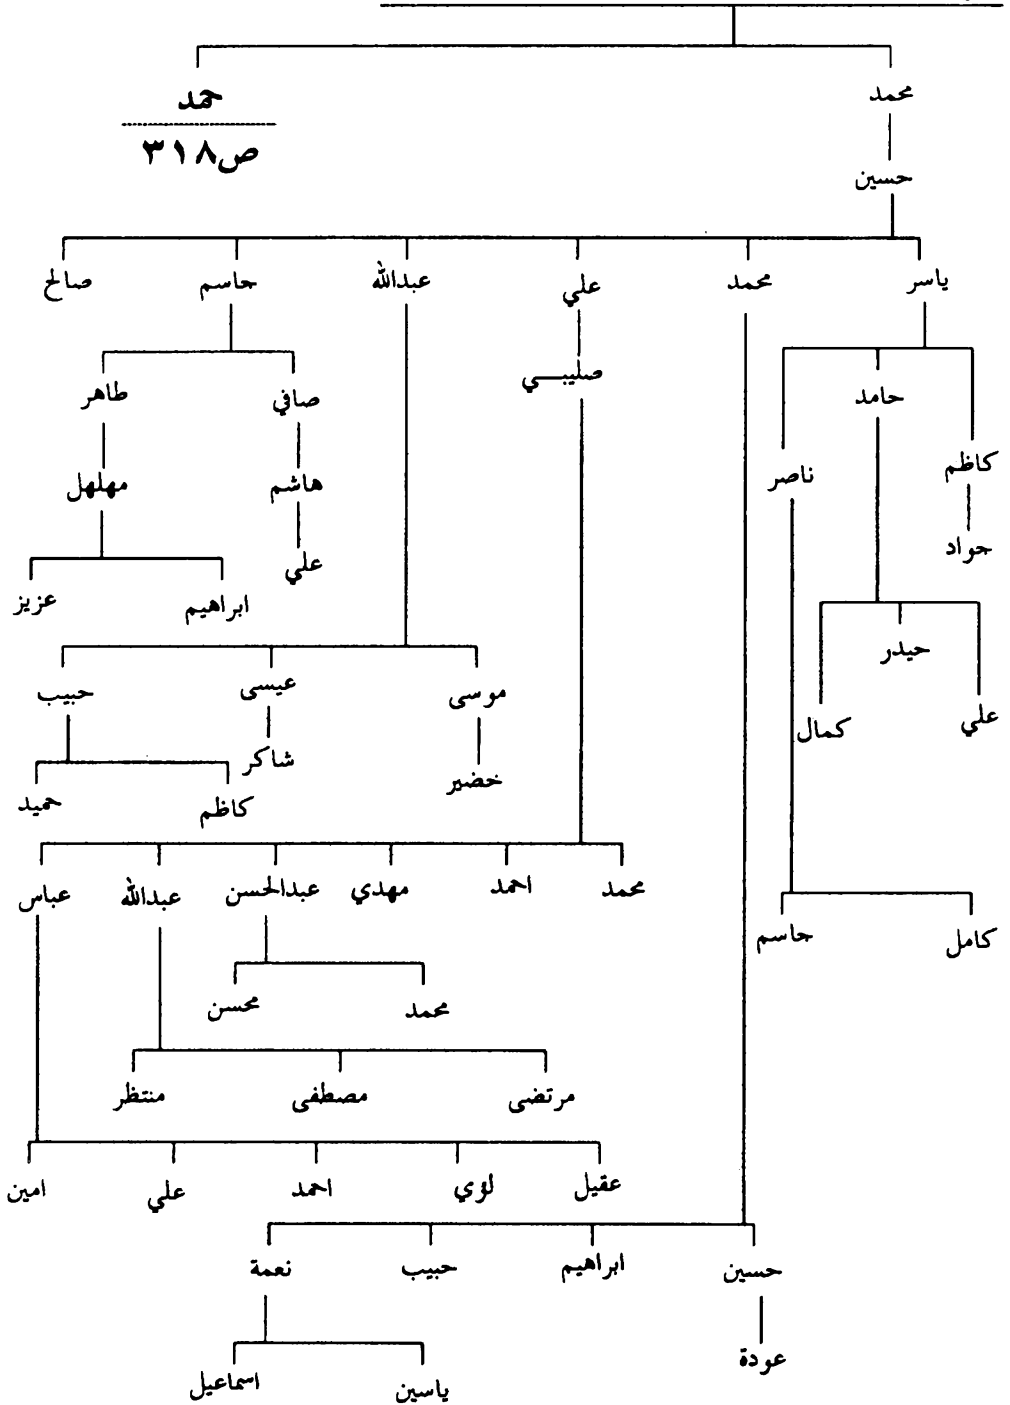 محمد
حمد
ص٣١٨
حسين
ياسر
محمد
علي
عبدالله
جاسم
صالح
صليبي
كاظم
حامد
ناصر
جواد
علي
حيدر
كمال
كامل
جاسم
صافي
طاهر
هاشم
مهلهل
علي
ابراهيم
عزيز
موسى
عيسى
حبيب
خضير
شاكر
كاظم
حميد
محمد
احمد
مهدي
عبدالحسن
عبدالله
عباس
محمد
محسن
مرتضى
مصطفى
منتظر
عقيل
لؤي
احمد
علي
امين
حسين
ابراهيم
حبيب
نعمة
عودة
ياسين
اسماعيل